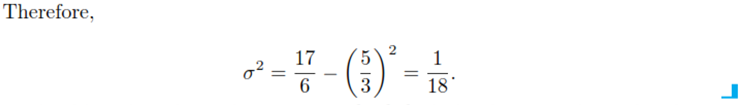 Therefore,
σ² = 17/6 − (5/3)² = 1/18.